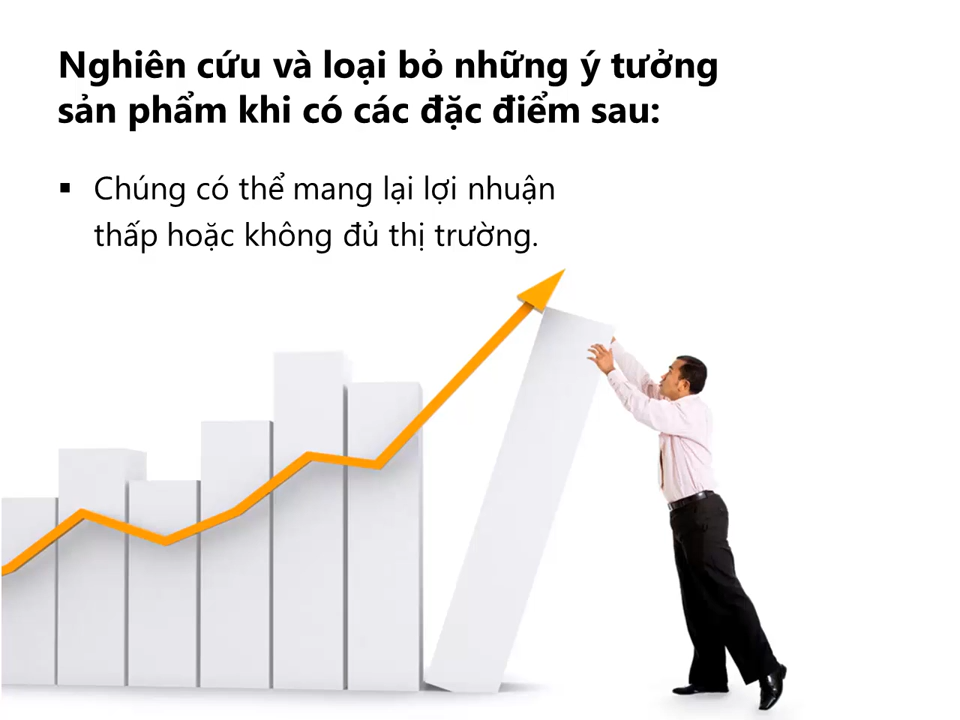 Nghiên cứu và loại bỏ những ý tưởng
sản phẩm khi có các đặc điểm sau:
▪ Chúng có thể mang lại lợi nhuận
thấp hoặc không đủ thị trường.